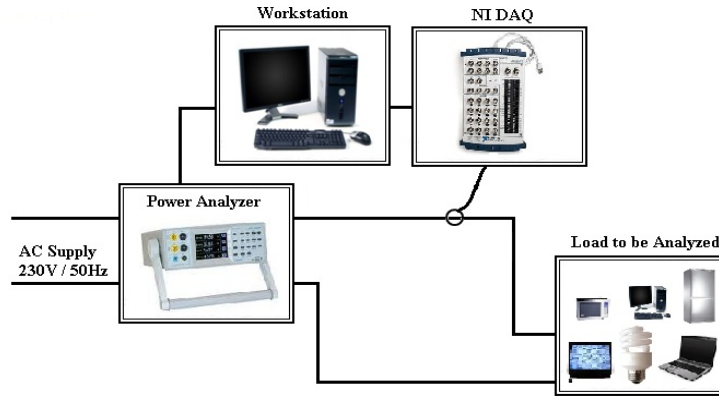 Workstation
NI DAQ
Power Analyzer
AC Supply
230V / 50Hz
Load to be Analyzed